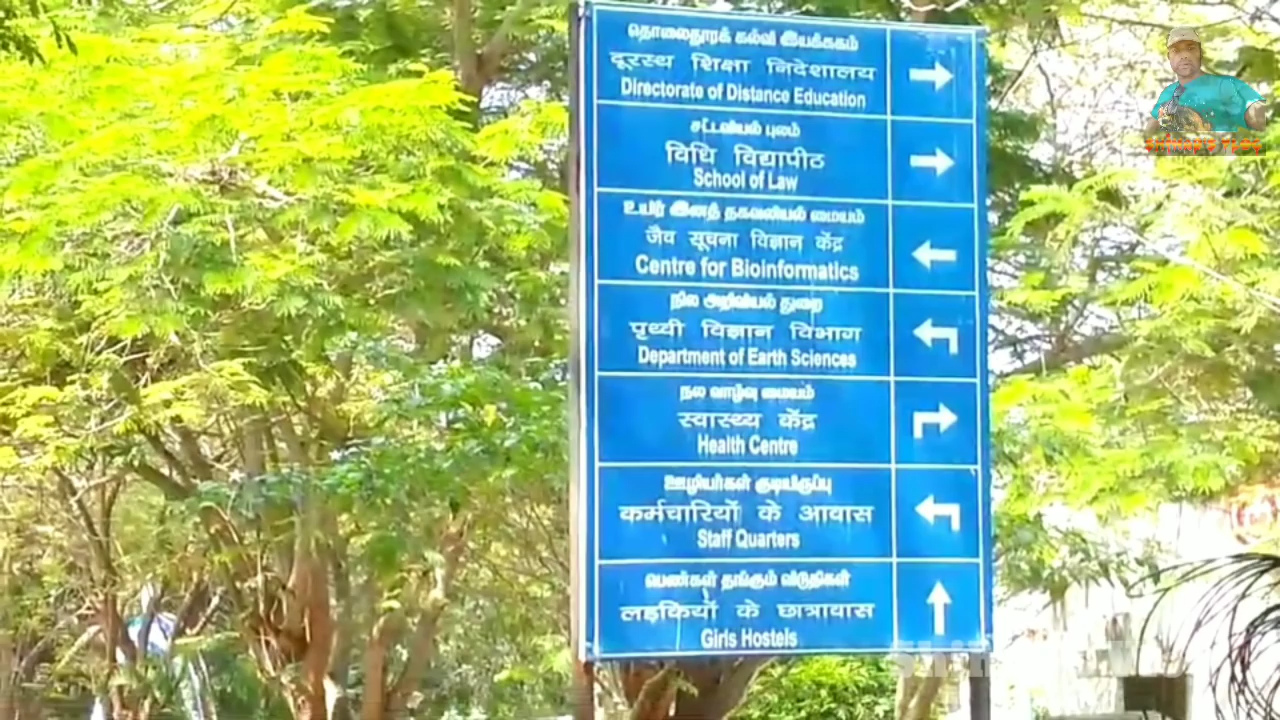 தொலைதூரக் கல்வி இயக்ககம்
दूरस्थ शिक्षा निदेशालय
Directorate of Distance Education
சட்டவியல் புலம்
विधि विद्यापीठ
School of Law
உயிர் இனத் தகவலியல் மையம்
जैव सूचना विज्ञान केंद्र
Centre for Bioinformatics
நில அறிவியல் துறை
पृथ्वी विज्ञान विभाग
Department of Earth Sciences
நல வாழ்வு மையம்
स्वास्थ्य केंद्र
Health Centre
ஊழியர்கள் குடியிருப்பு
कर्मचारियों के आवास
Staff Quarters
பெண்கள் தங்கும் விடுதிகள்
लड़कियों के छात्रावास
Girls Hostels